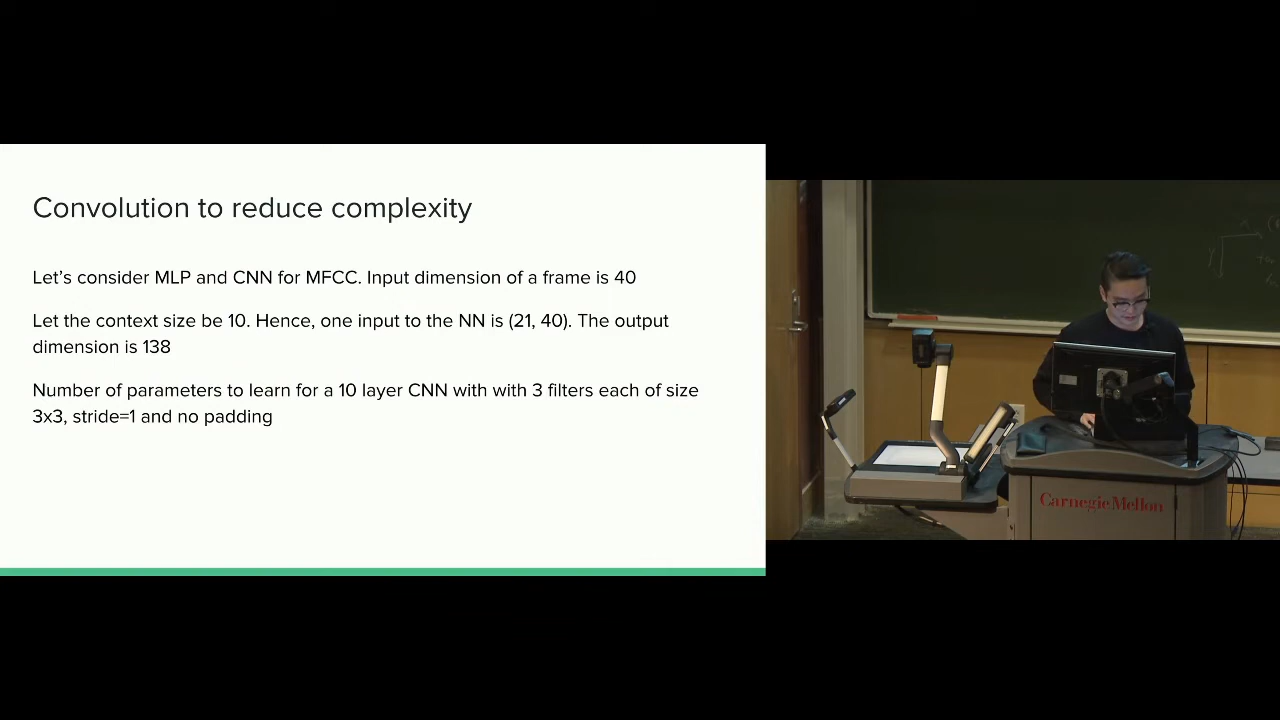 Convolution to reduce complexity
Let's consider MLP and CNN for MFCC. Input dimension of a frame is 40
Let the context size be 10. Hence, one input to the NN is (21, 40). The output
dimension is 138
Number of parameters to learn for a 10 layer CNN with with 3 filters each of size
3x3, stride=1 and no padding
Carnegie Mellon